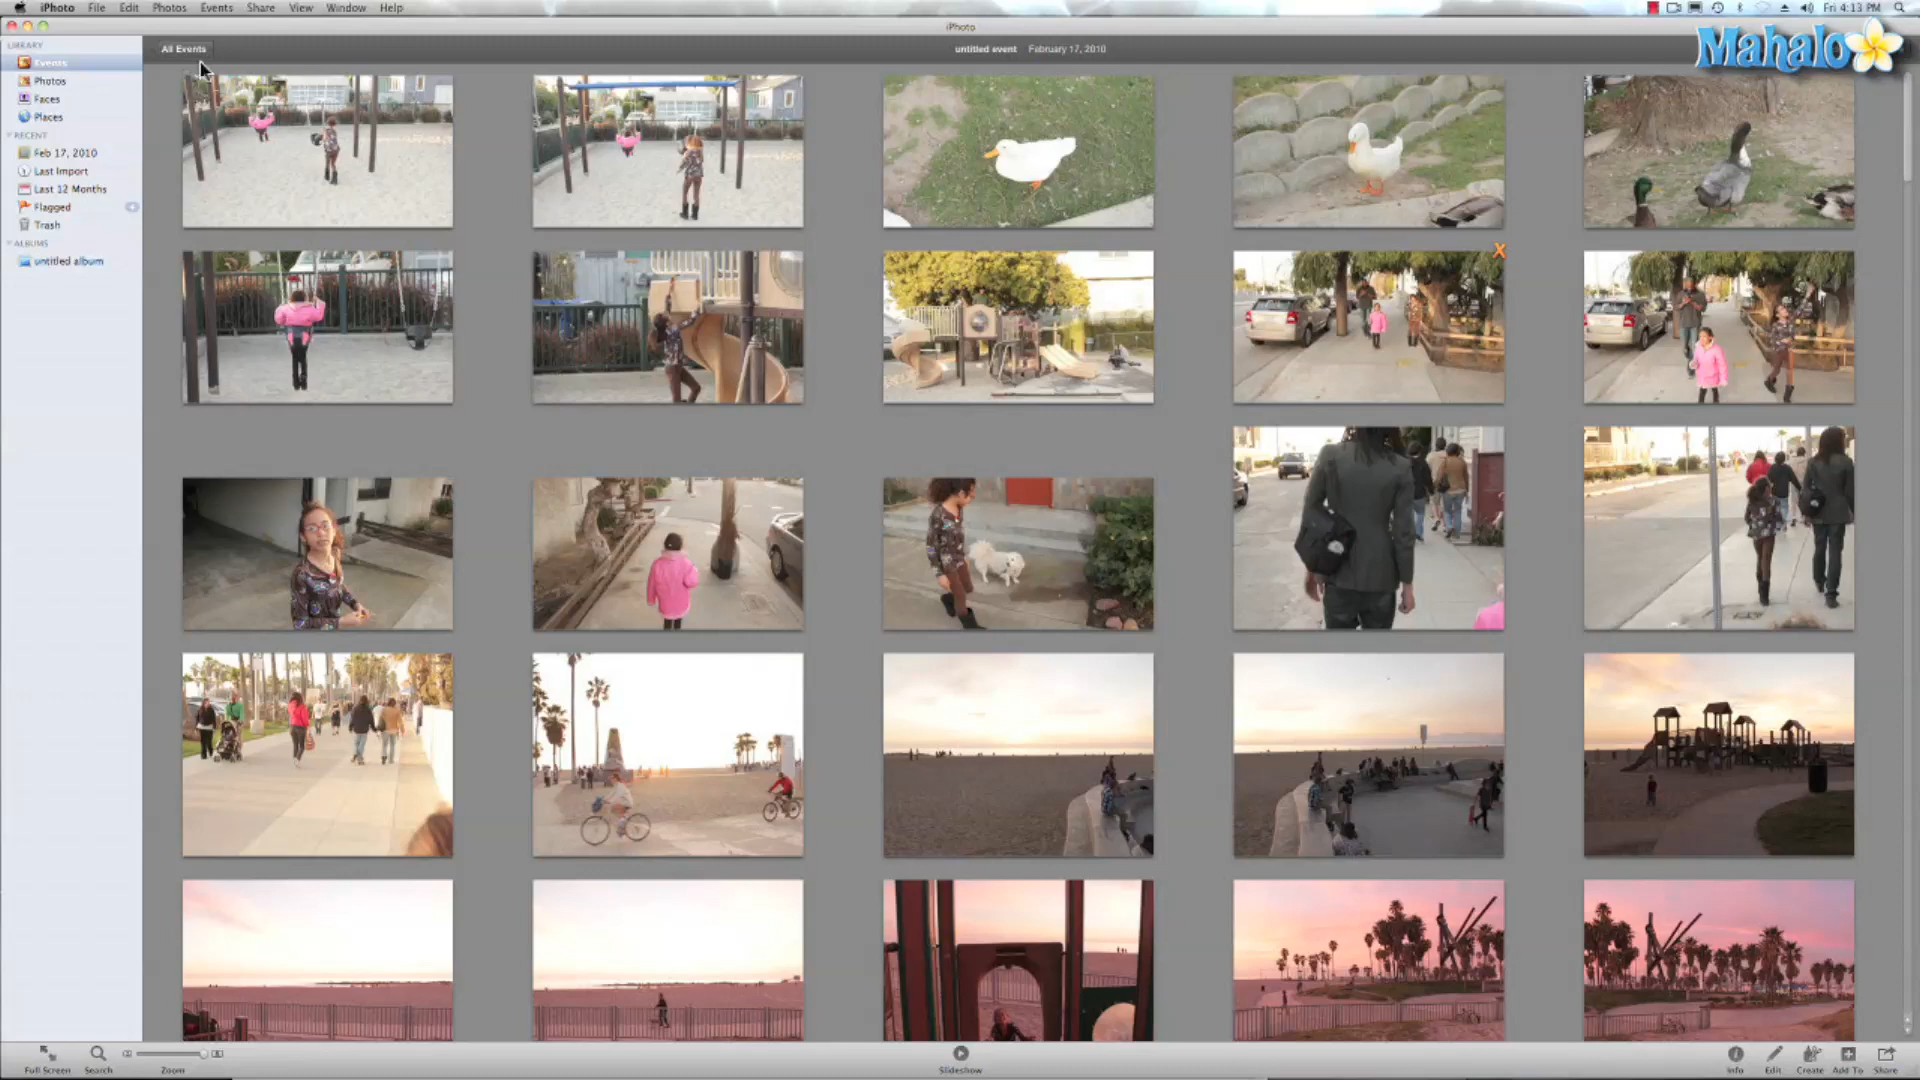 iPhoto File Edit Photos Events Share View Window Help
Fri 4:13 PM
iPhoto
LIBRARY
Events
Photos
Faces
Places
RECENT
Feb 17, 2010
Last Import
Last 12 Months
Flagged
Trash
ALBUMS
untitled album
All Events
untitled event February 17, 2010
Mahalo
X
Full Screen Search Zoom Slideshow Info Edit Create Add To Share